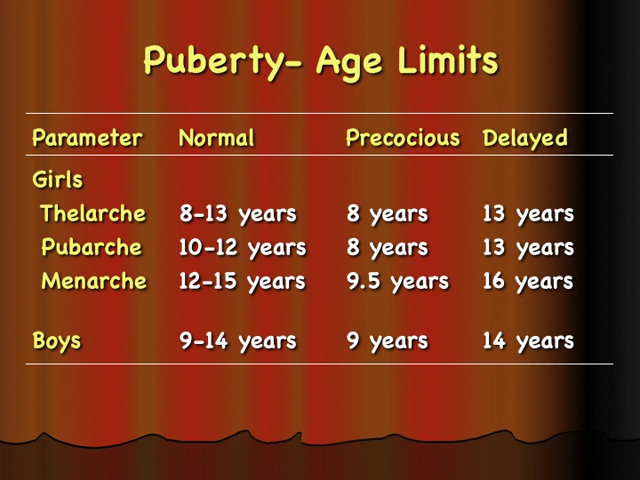 Puberty- Age Limits
Parameter Normal Precocious Delayed
Girls
Thelarche 8-13 years 8 years 13 years
Pubarche 10-12 years 8 years 13 years
Menarche 12-15 years 9.5 years 16 years
Boys 9-14 years 9 years 14 years